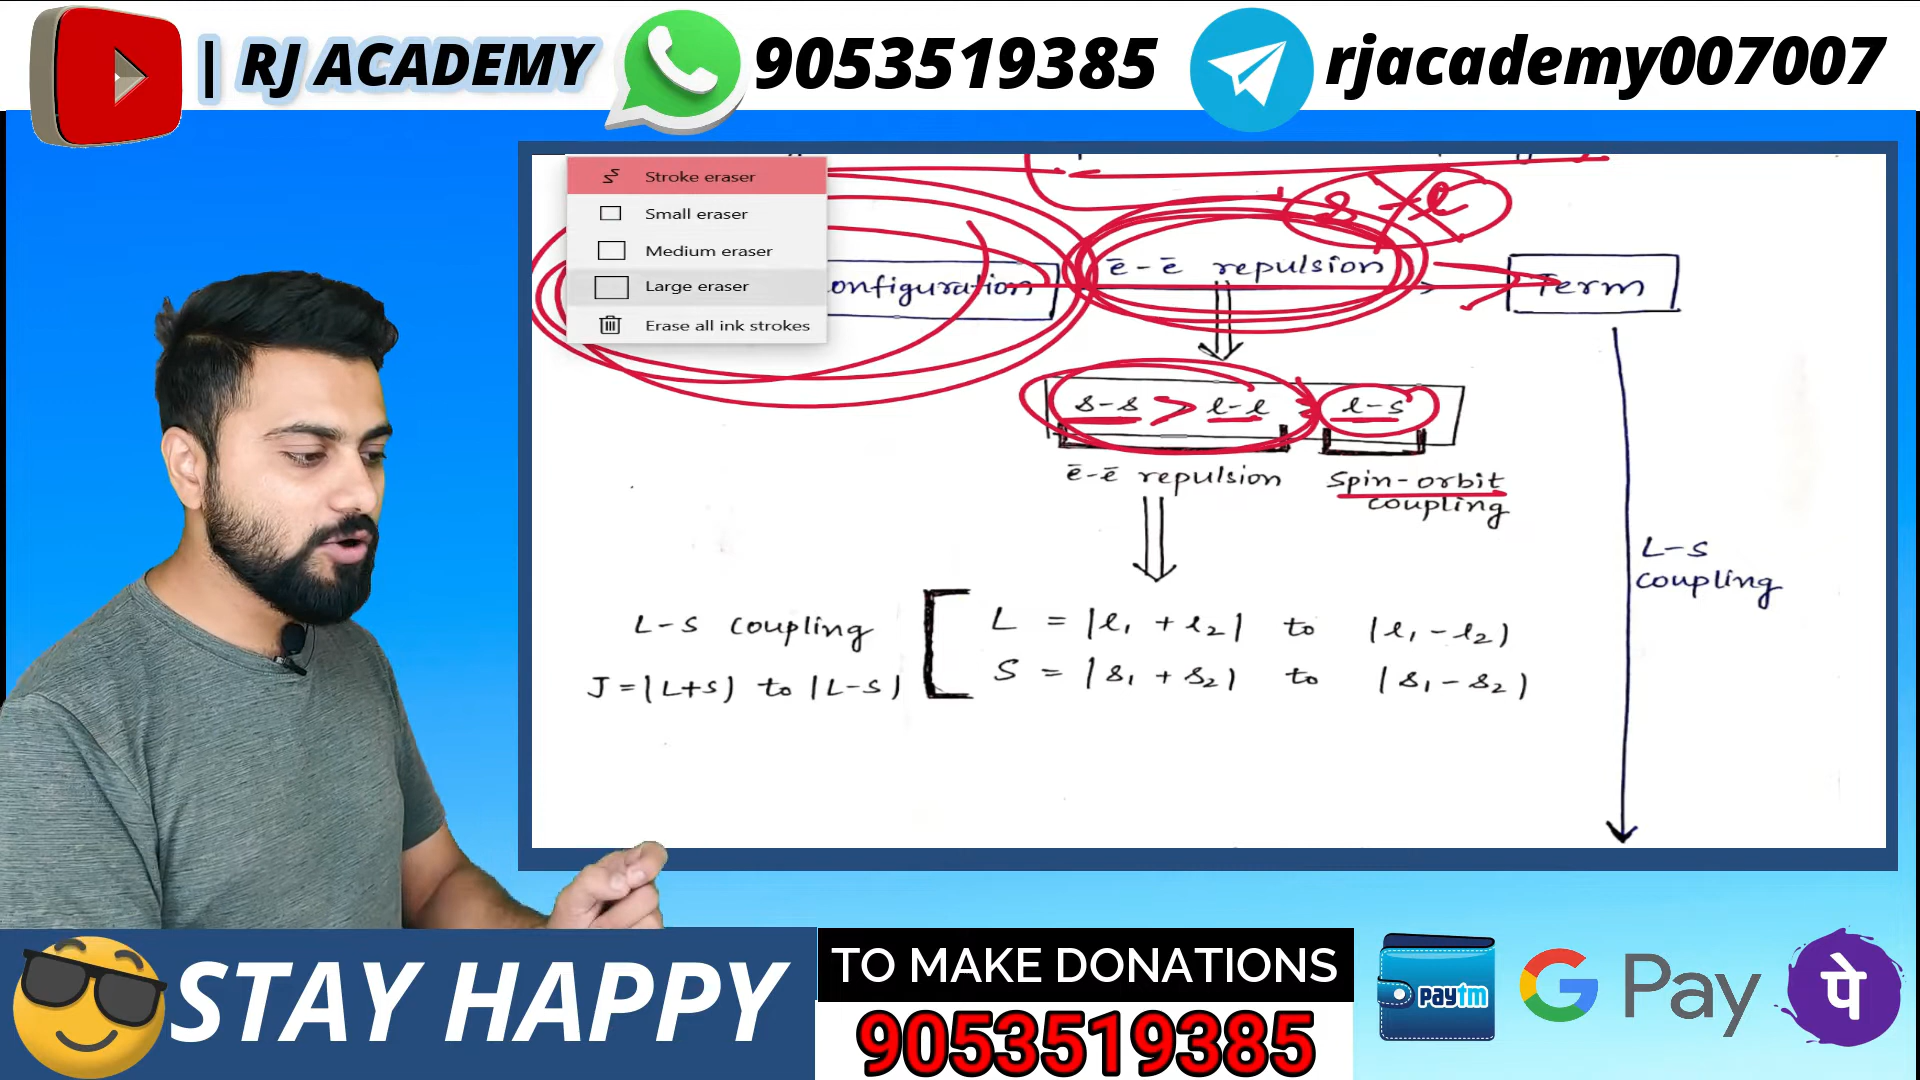 | RJ ACADEMY 9053519385 rjacademy007007
Stroke eraser
Small eraser
Medium eraser
Large eraser
Erase all ink strokes
s ≠ l
onfiguration ē-ē repulsion Term
s-s > l-l > l-s
ē-ē repulsion Spin-orbit coupling
L-S coupling
L-S coupling L = |l₁ + l₂| to |l₁ - l₂|
J = |L+S| to |L-S| S = |s₁ + s₂| to |s₁ - s₂|
STAY HAPPY
TO MAKE DONATIONS
9053519385
paytm
G Pay
पे